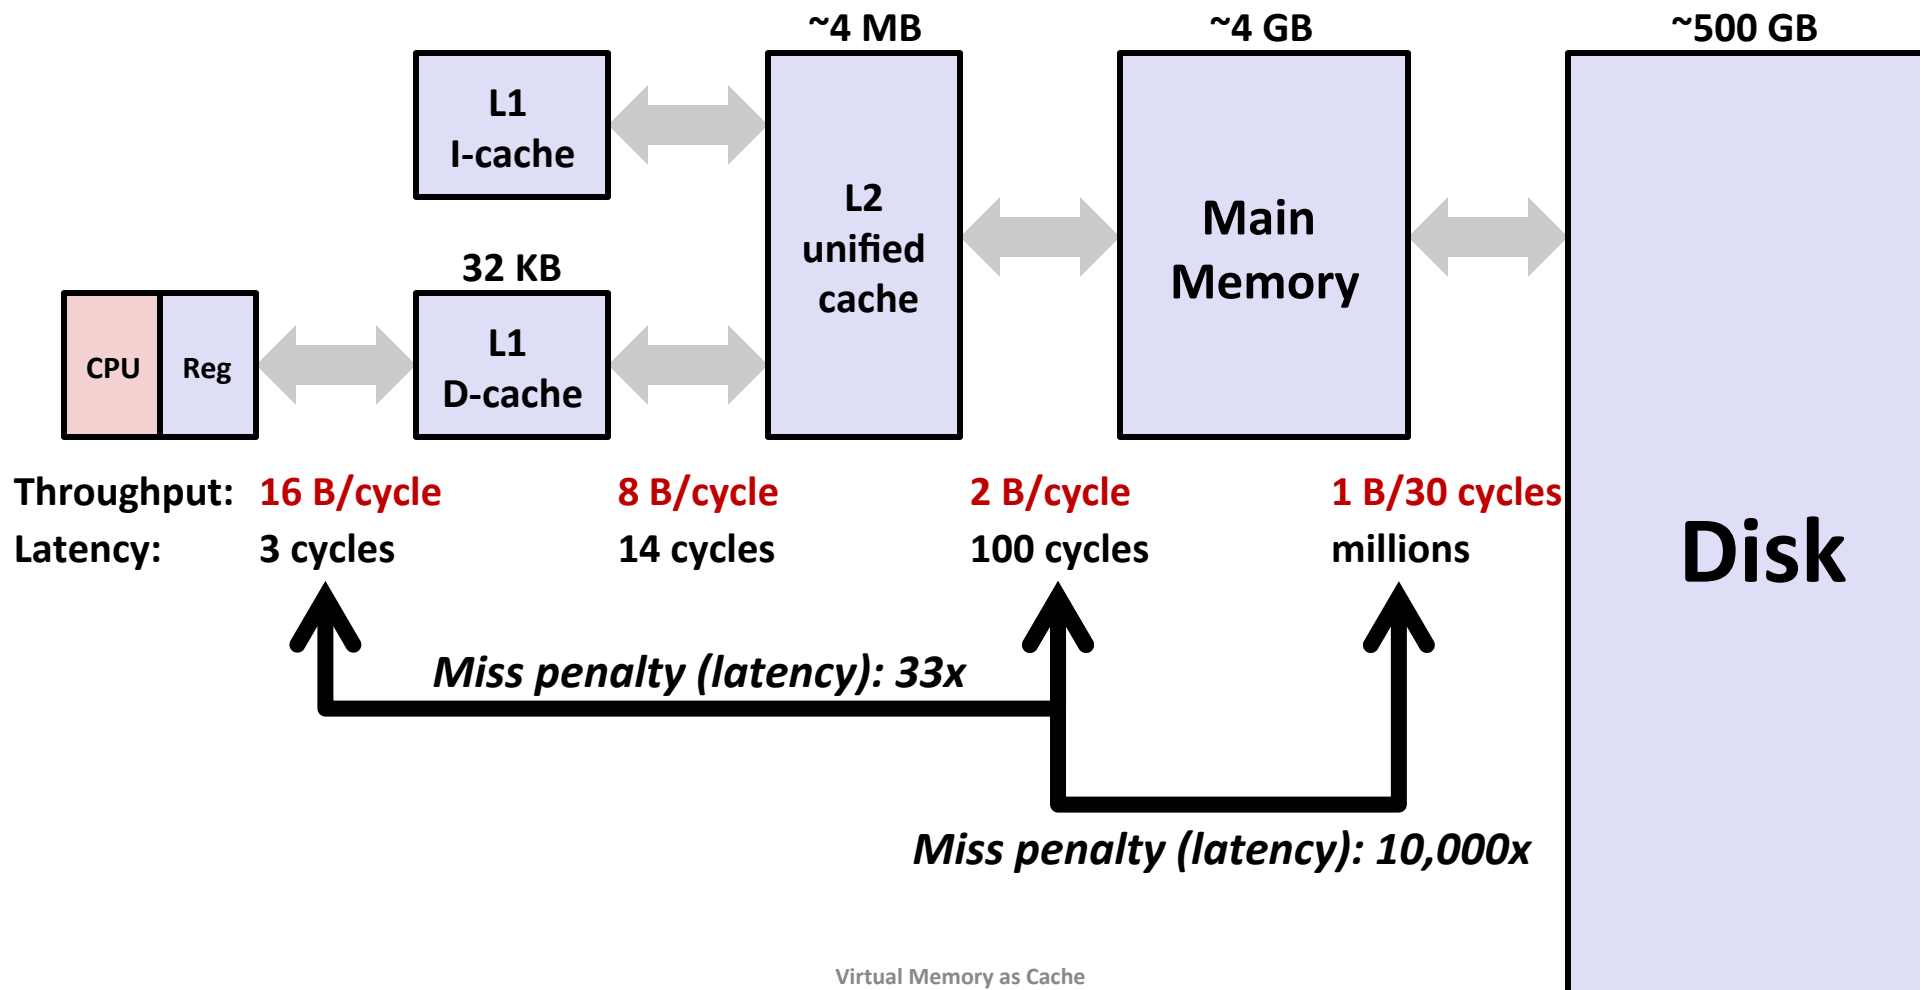 ~4 MB
~4 GB
~500 GB
L1
I-cache
L2
unified
cache
Main
Memory
32 KB
CPU
Reg
L1
D-cache
Throughput: 16 B/cycle 8 B/cycle 2 B/cycle 1 B/30 cycles
Latency: 3 cycles 14 cycles 100 cycles millions
Disk
Miss penalty (latency): 33x
Miss penalty (latency): 10,000x
Virtual Memory as Cache